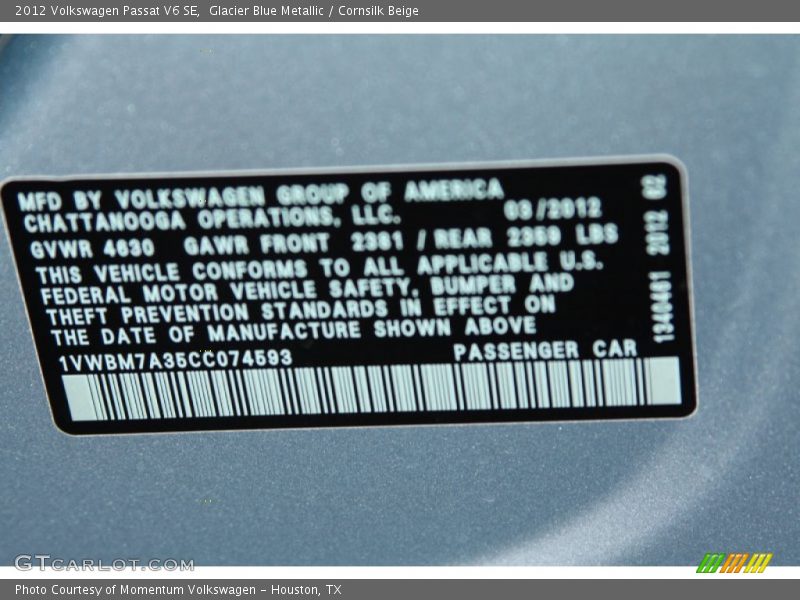 2012 Volkswagen Passat V6 SE, Glacier Blue Metallic / Cornsilk Beige
MFD BY VOLKSWAGEN GROUP OF AMERICA
CHATTANOOGA OPERATIONS, LLC. 03/2012
GVWR 4630 GAWR FRONT 2381 / REAR LBS
THIS VEHICLE CONFORMS TO ALL APPLICABLE U.S.
FEDERAL MOTOR VEHICLE SAFETY, BUMPER AND
THEFT PREVENTION STANDARDS IN EFFECT ON
THE DATE OF MANUFACTURE SHOWN ABOVE
1VWBM7A35CC074593 PASSENGER CAR
1340461 2012 02
GTCARLOT.COM
Photo Courtesy of Momentum Volkswagen - Houston, TX